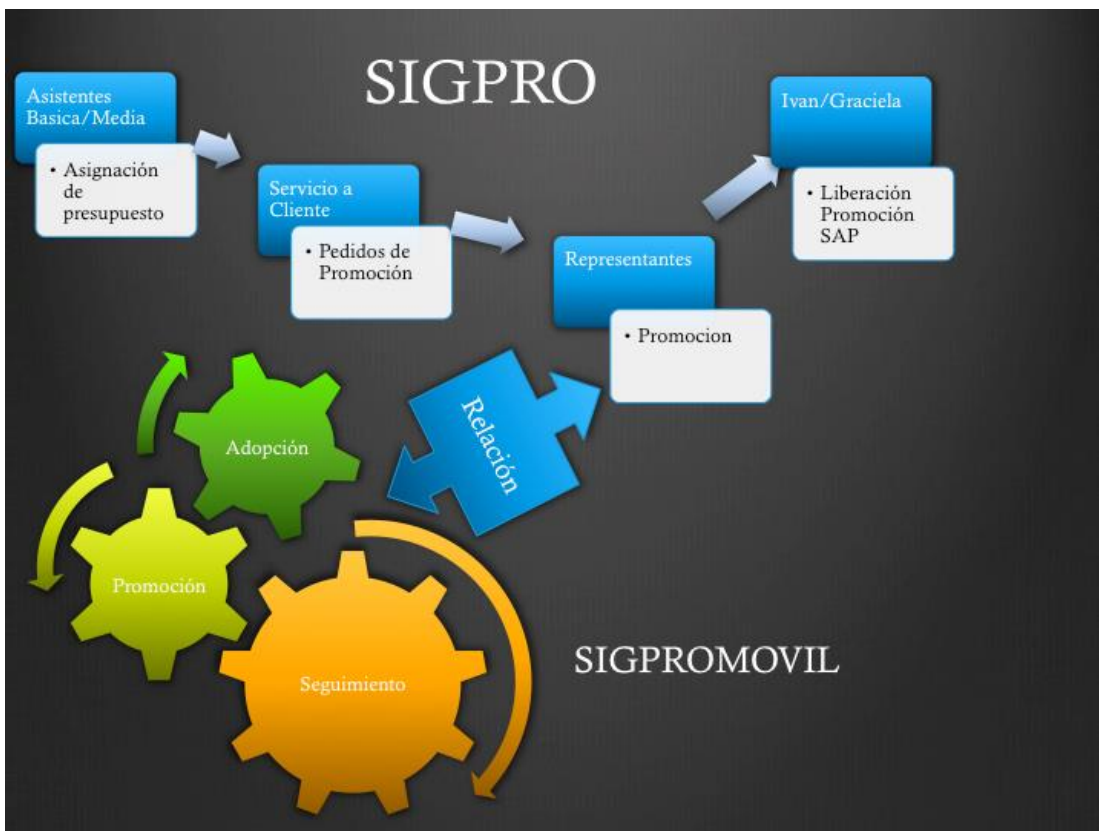 SIGPRO
Asistentes
Basica/Media
• Asignación
de
presupuesto
Servicio a
Cliente
• Pedidos de
Promoción
Representantes
• Promocion
Ivan/Graciela
• Liberación
Promoción
SAP
Relación
Adopción
Promoción
Seguimiento
SIGPROMOVIL